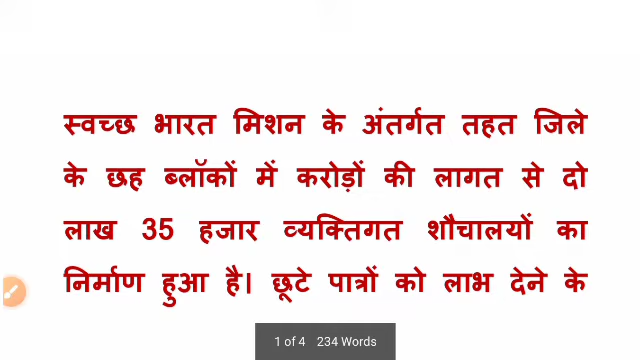 स्वच्छ भारत मिशन के अंतर्गत तहत जिले
के छह ब्लॉकों में करोड़ों की लागत से दो
लाख 35 हजार व्यक्तिगत शौचालयों का
निर्माण हुआ है। छूटे पात्रों को लाभ देने के
1 of 4 234 Words